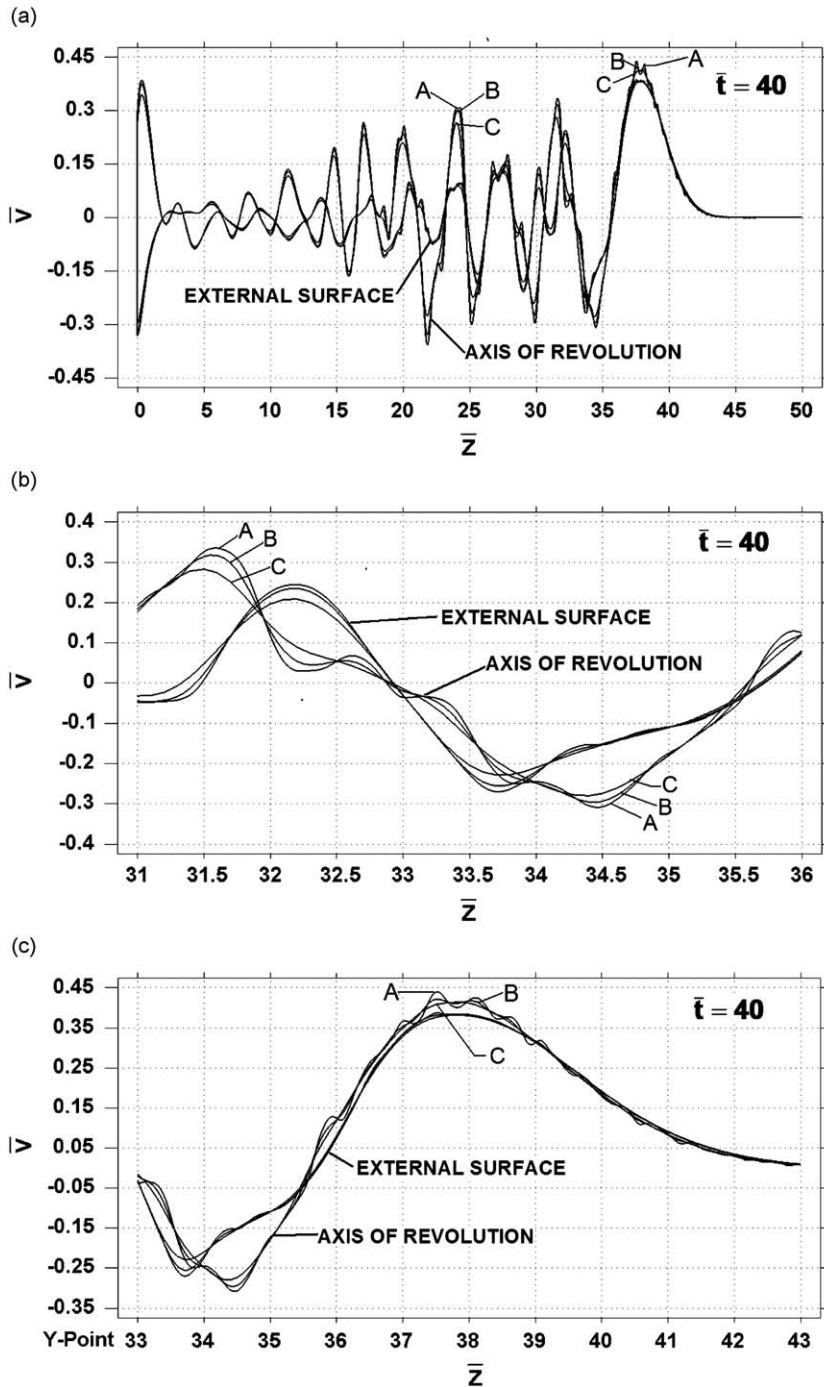 (a)
0.45
0.3
0.15
0
-0.15
-0.3
-0.45
V̄
A
B
C
B
A
C
t̄ = 40
EXTERNAL SURFACE
AXIS OF REVOLUTION
0 5 10 15 20 25 30 35 40 45 50
Z̄
(b)
0.4
0.3
0.2
0.1
0
-0.1
-0.2
-0.3
-0.4
V̄
A
B
C
t̄ = 40
EXTERNAL SURFACE
AXIS OF REVOLUTION
C
B
A
31 31.5 32 32.5 33 33.5 34 34.5 35 35.5 36
Z̄
(c)
0.45
0.35
0.25
0.15
0.05
-0.05
-0.15
-0.25
-0.35
V̄
A
B
C
t̄ = 40
EXTERNAL SURFACE
AXIS OF REVOLUTION
Y-Point 33 34 35 36 37 38 39 40 41 42 43
Z̄